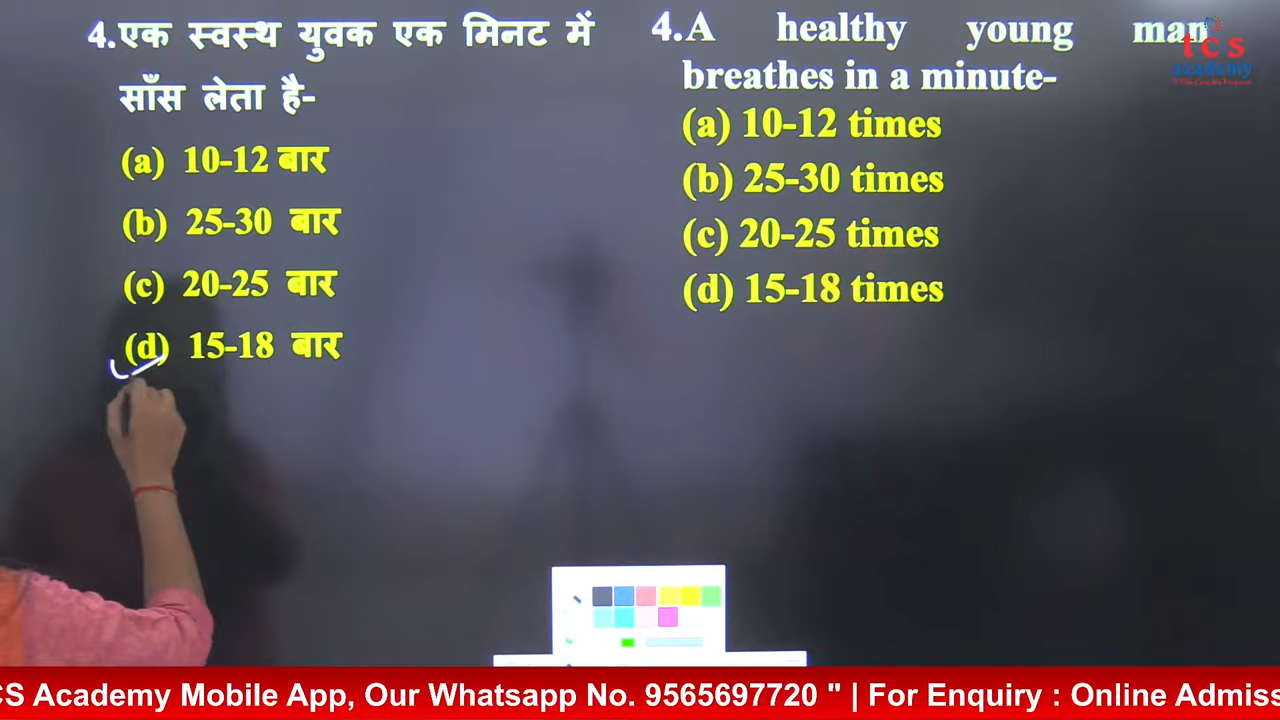 4.एक स्वस्थ युवक एक मिनट में
साँस लेता है-
(a) 10-12 बार
(b) 25-30 बार
(c) 20-25 बार
(d) 15-18 बार
4.A healthy young man
breathes in a minute-
(a) 10-12 times
(b) 25-30 times
(c) 20-25 times
(d) 15-18 times
tcs
academy
CS Academy Mobile App, Our Whatsapp No. 9565697720 " | For Enquiry : Online Admiss